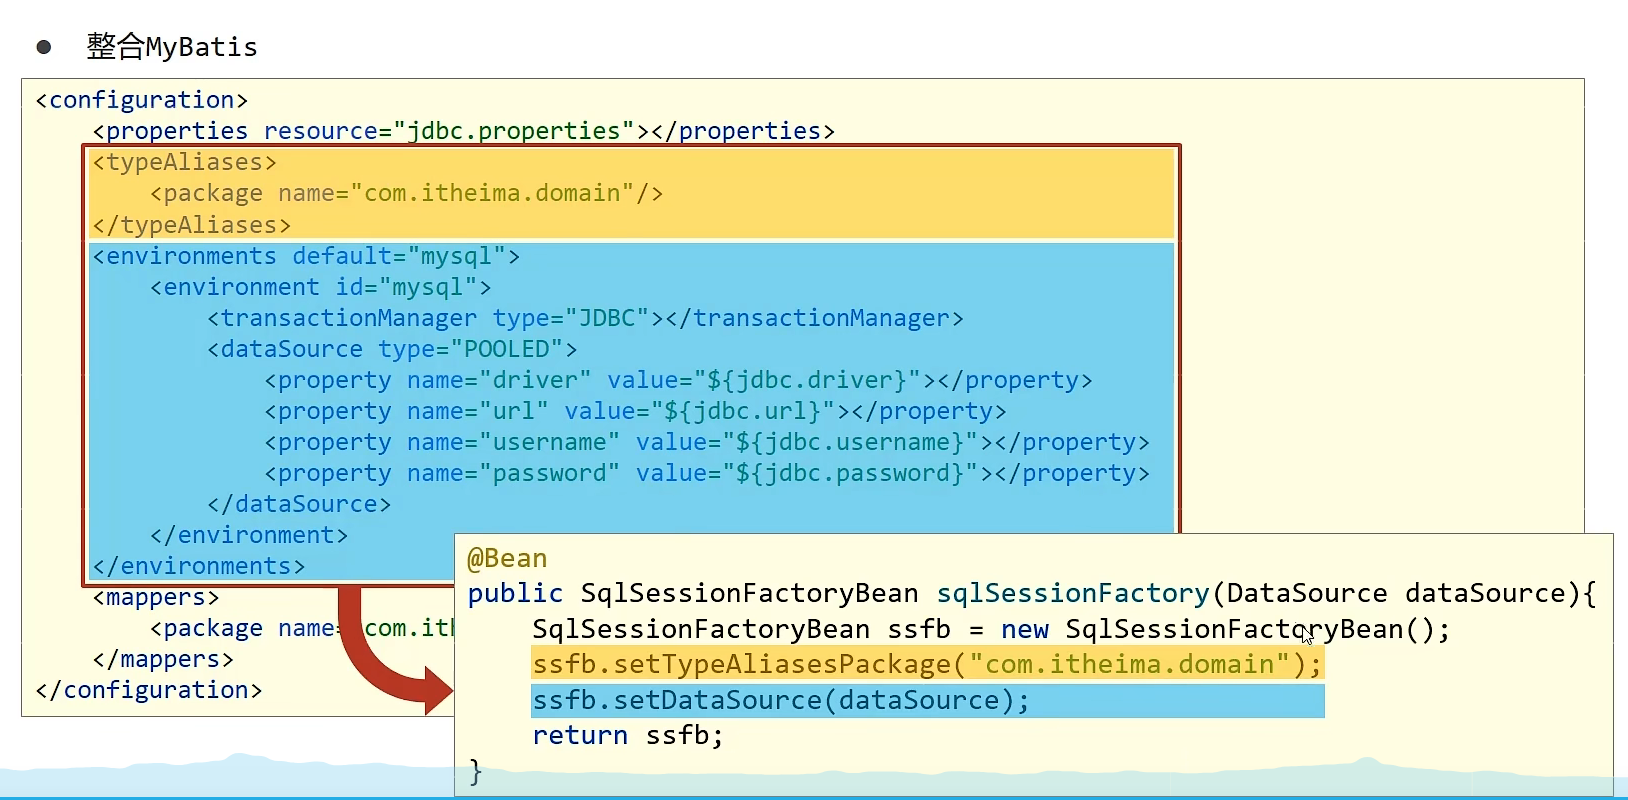 ● 整合MyBatis
<configuration>
    <properties resource="jdbc.properties"></properties>
    <typeAliases>
        <package name="com.itheima.domain"/>
    </typeAliases>
    <environments default="mysql">
        <environment id="mysql">
            <transactionManager type="JDBC"></transactionManager>
            <dataSource type="POOLED">
                <property name="driver" value="${jdbc.driver}"></property>
                <property name="url" value="${jdbc.url}"></property>
                <property name="username" value="${jdbc.username}"></property>
                <property name="password" value="${jdbc.password}"></property>
            </dataSource>
        </environment>
    </environments>
    <mappers>
        <package name=
    </mappers>
</configuration>
@Bean
public SqlSessionFactoryBean sqlSessionFactory(DataSource dataSource){
    SqlSessionFactoryBean ssfb = new SqlSessionFactoryBean();
    ssfb.setTypeAliasesPackage("com.itheima.domain");
    ssfb.setDataSource(dataSource);
    return ssfb;
}